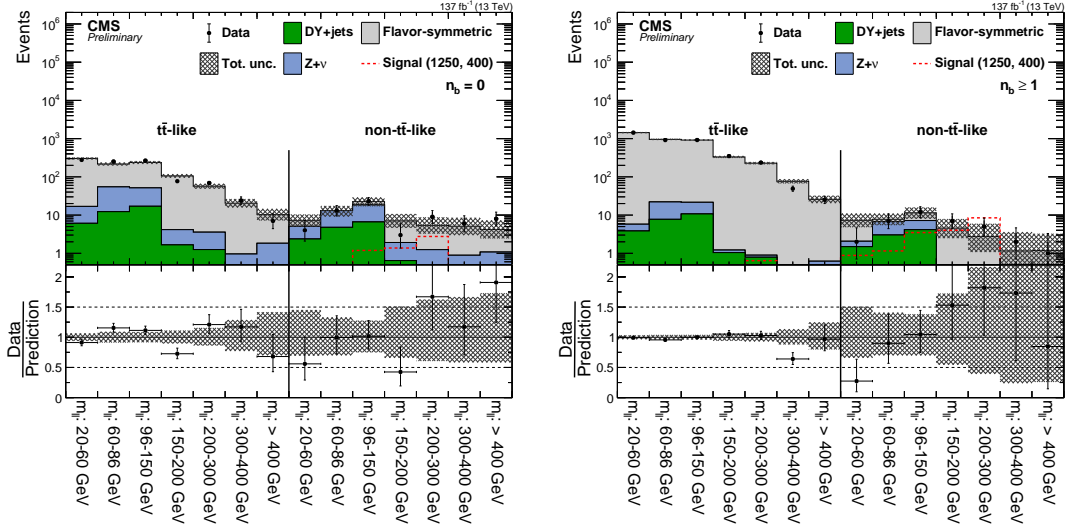 137 fb⁻¹ (13 TeV)
CMS
Preliminary
Data
DY+jets
Flavor-symmetric
Tot. unc.
Z+ν
Signal (1250, 400)
n_b = 0
tt̄-like
non-tt̄-like
Events
10⁶
10⁵
10⁴
10³
10²
10
1
Data
Prediction
2
1.5
1
0.5
0
m_ll: 20-60 GeV
m_ll: 60-86 GeV
m_ll: 96-150 GeV
m_ll: 150-200 GeV
m_ll: 200-300 GeV
m_ll: 300-400 GeV
m_ll: > 400 GeV
m_ll: 20-60 GeV
m_ll: 60-86 GeV
m_ll: 96-150 GeV
m_ll: 150-200 GeV
m_ll: 200-300 GeV
m_ll: 300-400 GeV
m_ll: > 400 GeV
137 fb⁻¹ (13 TeV)
CMS
Preliminary
Data
DY+jets
Flavor-symmetric
Tot. unc.
Z+ν
Signal (1250, 400)
n_b ≥ 1
tt̄-like
non-tt̄-like
Events
10⁶
10⁵
10⁴
10³
10²
10
1
Data
Prediction
2
1.5
1
0.5
0
m_ll: 20-60 GeV
m_ll: 60-86 GeV
m_ll: 96-150 GeV
m_ll: 150-200 GeV
m_ll: 200-300 GeV
m_ll: 300-400 GeV
m_ll: > 400 GeV
m_ll: 20-60 GeV
m_ll: 60-86 GeV
m_ll: 96-150 GeV
m_ll: 150-200 GeV
m_ll: 200-300 GeV
m_ll: 300-400 GeV
m_ll: > 400 GeV